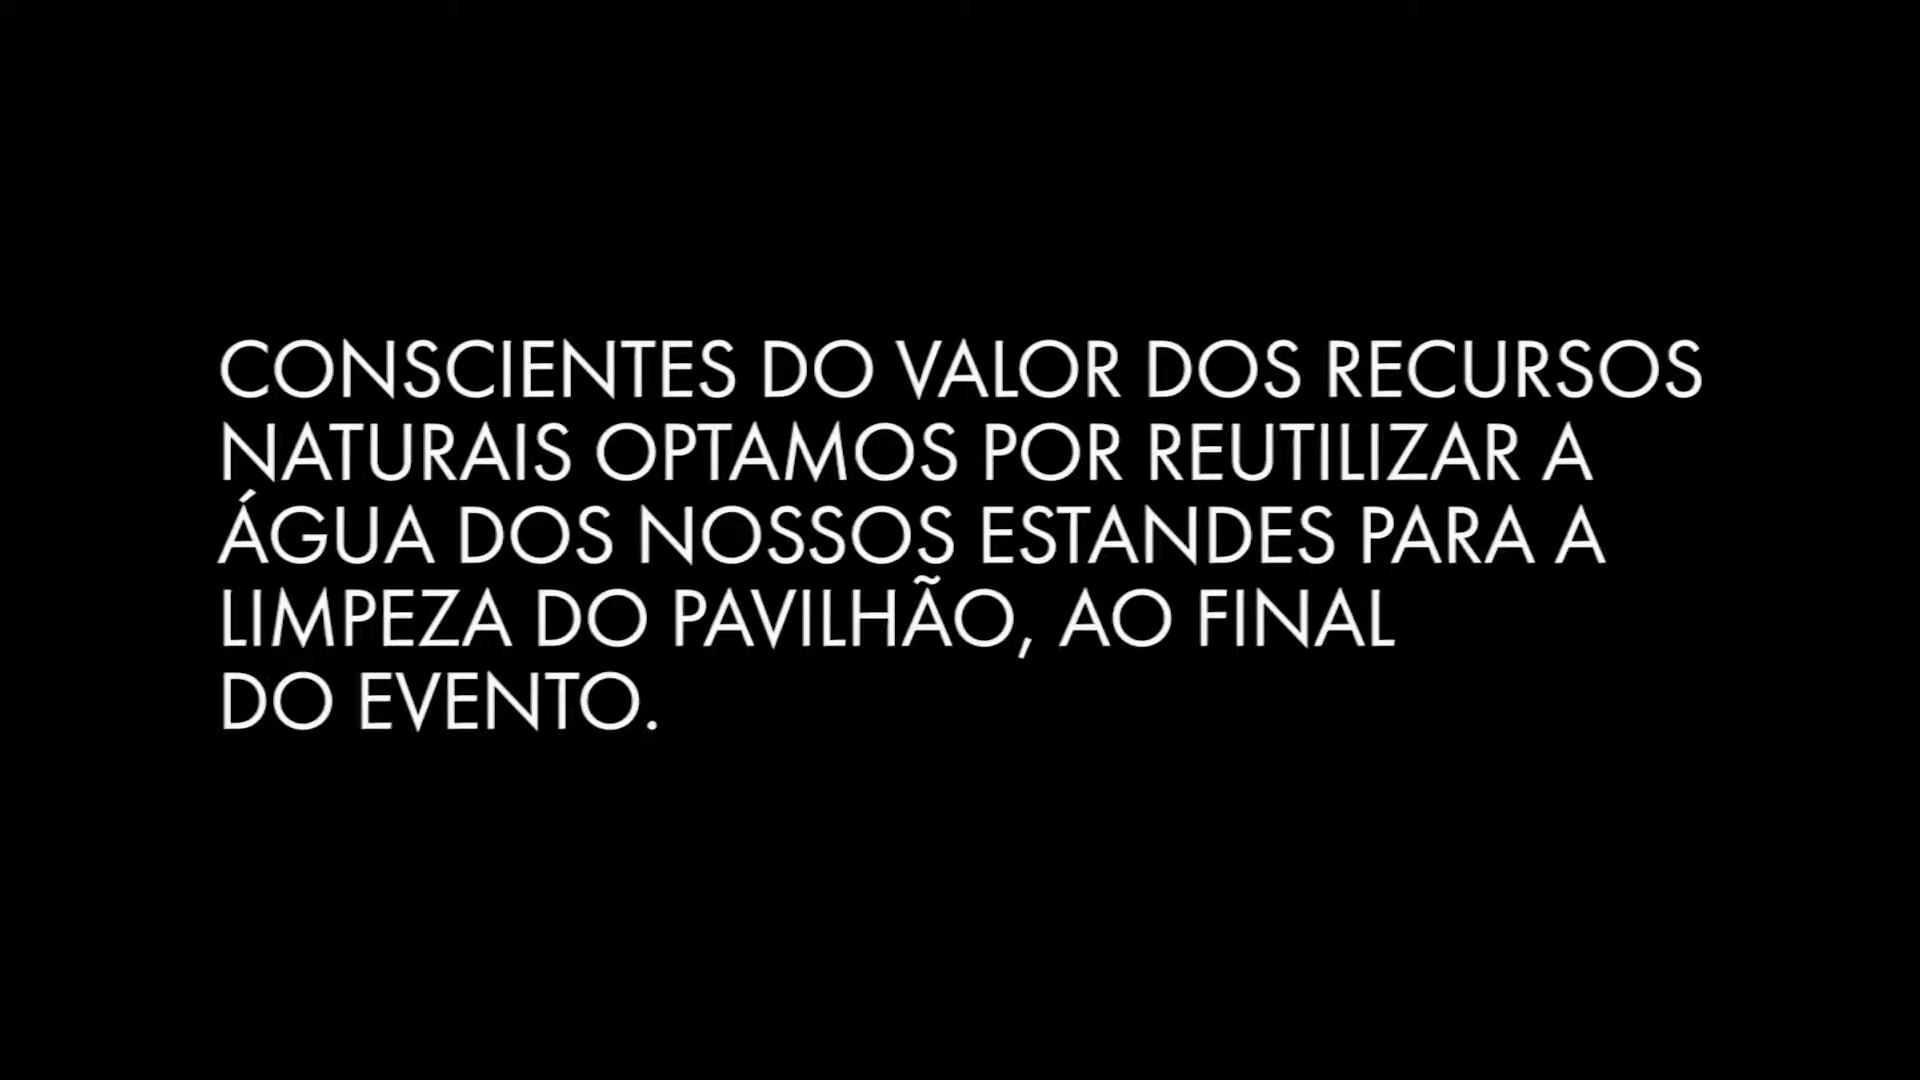 CONSCIENTES DO VALOR DOS RECURSOS
NATURAIS OPTAMOS POR REUTILIZAR A
ÁGUA DOS NOSSOS ESTANDES PARA A
LIMPEZA DO PAVILHÃO, AO FINAL
DO EVENTO.